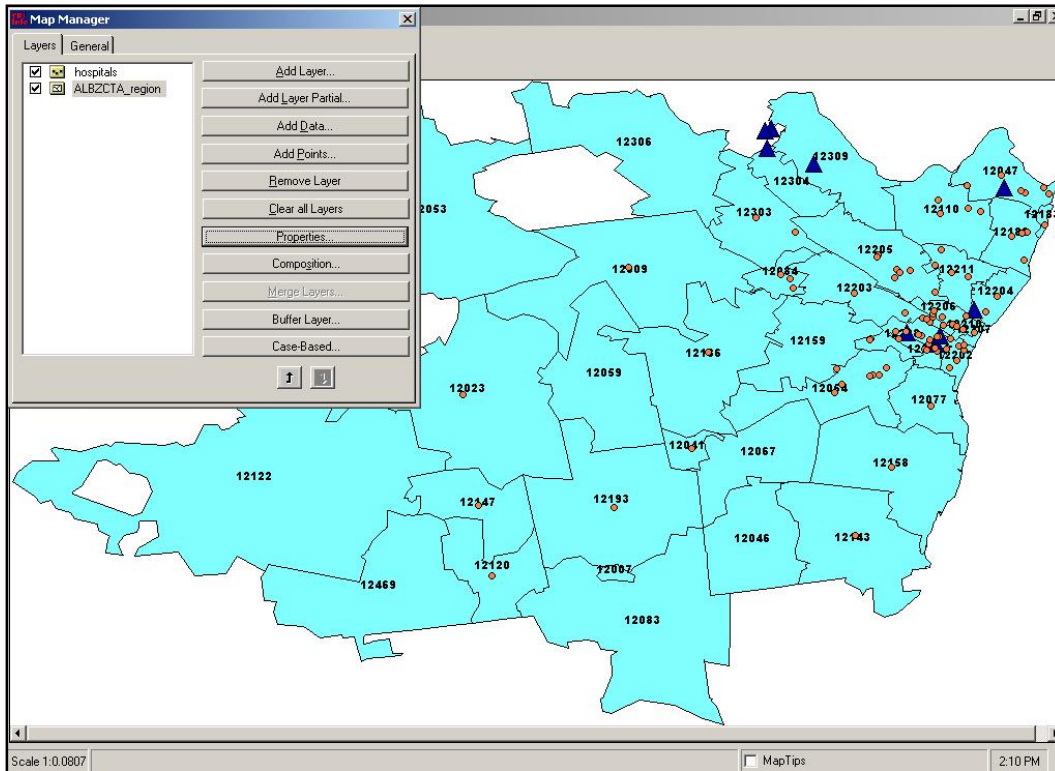 Map Manager
Layers
General
hospitals
ALBZCTA_region
Add Layer...
Add Layer Partial...
Add Data...
Add Points...
Remove Layer
Clear all Layers
Properties...
Composition...
Merge Layers...
Buffer Layer...
Case-Based...
12306
12309
12047
12304
12110
12303
12205
12211
12009
12203
12204
12206
12159
12202
12059
12023
12077
12041
12067
12158
12122
12147
12193
12046
12143
12007
12120
12469
12083
Scale 1:0.0807
MapTips
2:10 PM